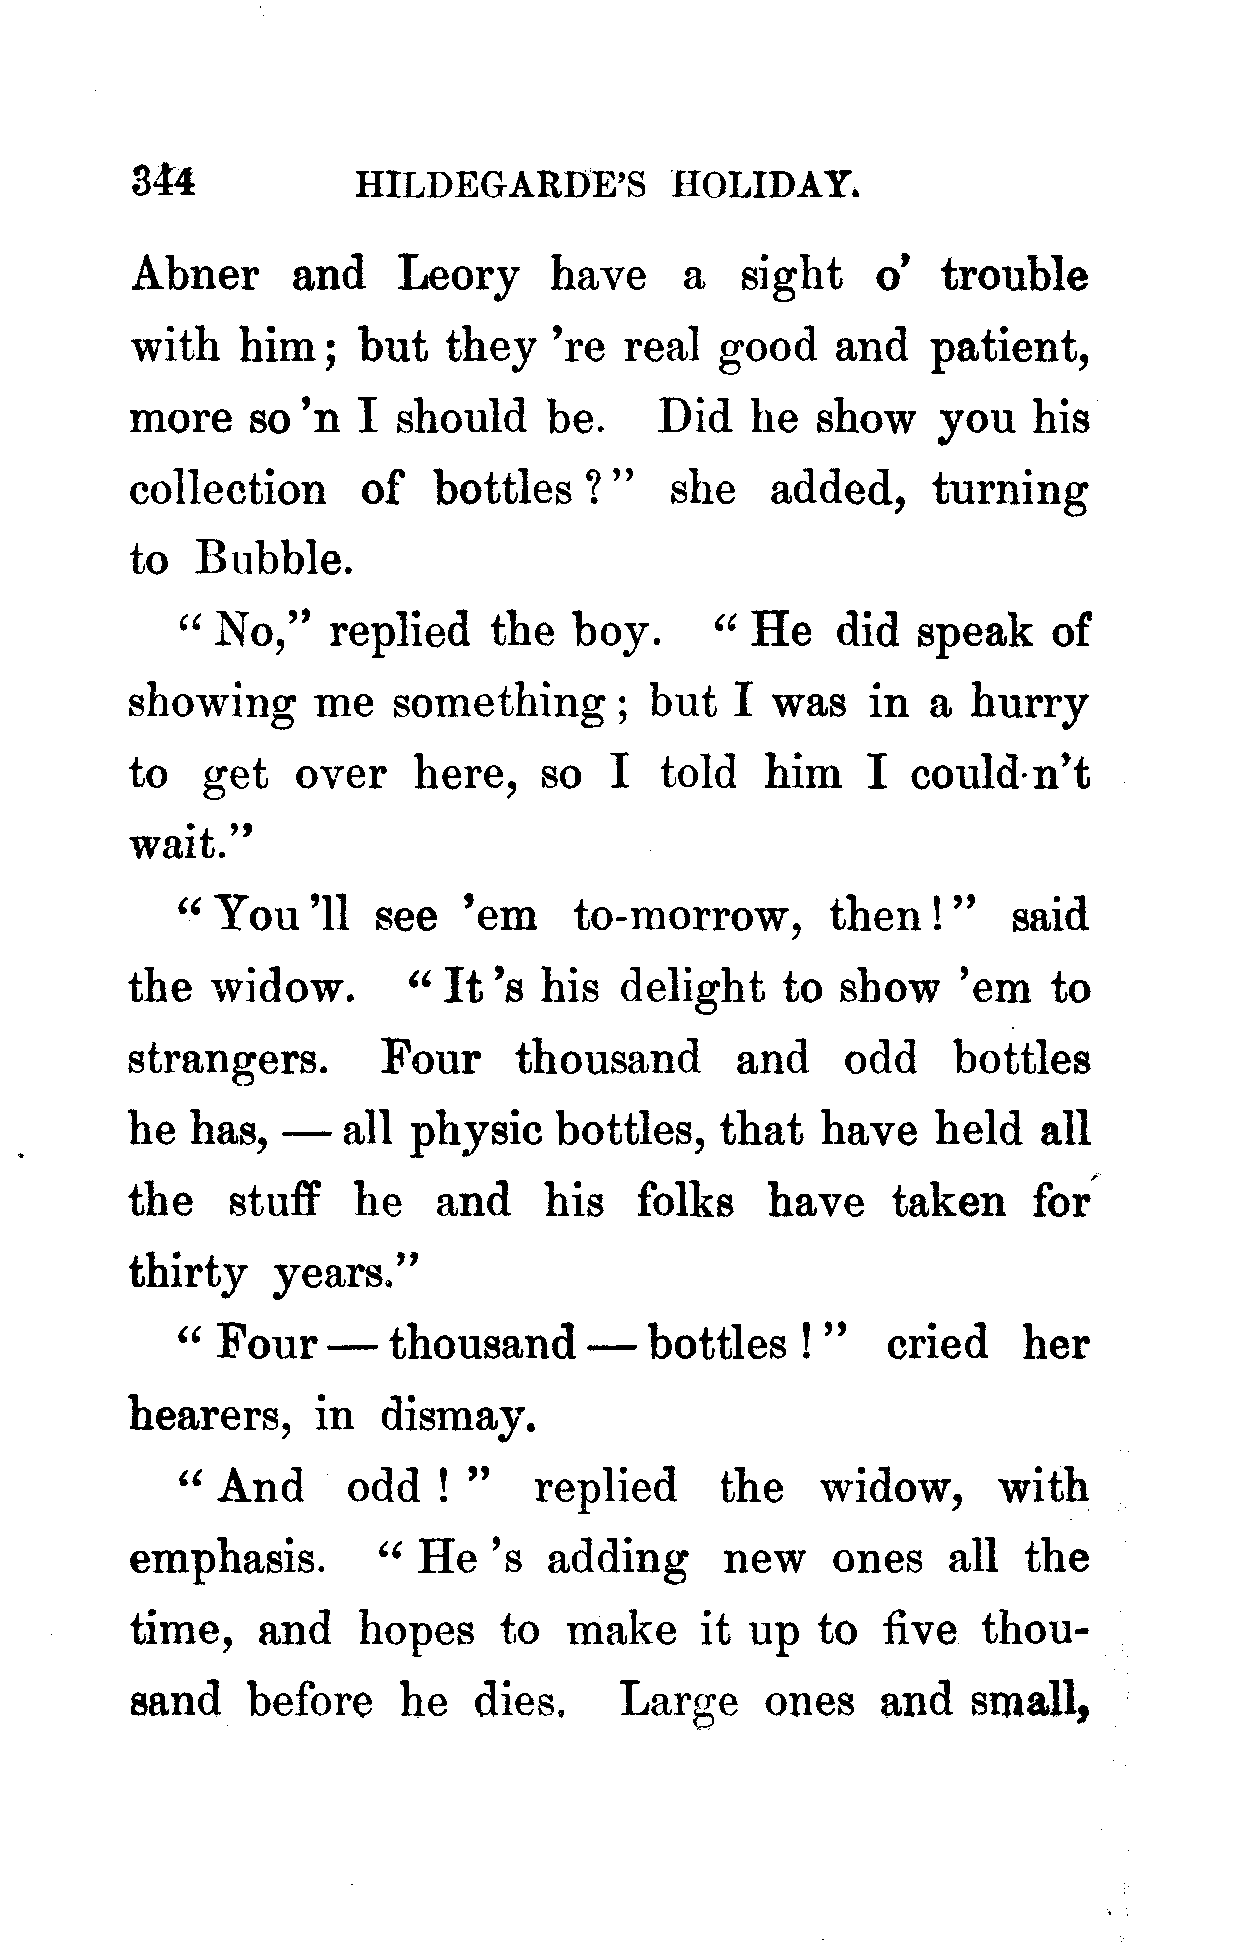 344 HILDEGARDE'S HOLIDAY.
Abner and Leory have a sight o' trouble
with him; but they 're real good and patient,
more so 'n I should be. Did he show you his
collection of bottles?" she added, turning
to Bubble.
"No," replied the boy. "He did speak of
showing me something; but I was in a hurry
to get over here, so I told him I could-n't
wait."
"You 'll see 'em to-morrow, then!" said
the widow. "It 's his delight to show 'em to
strangers. Four thousand and odd bottles
he has, — all physic bottles, that have held all
the stuff he and his folks have taken for
thirty years."
"Four — thousand — bottles!" cried her
hearers, in dismay.
"And odd!" replied the widow, with
emphasis. "He 's adding new ones all the
time, and hopes to make it up to five thou-
sand before he dies. Large ones and small,